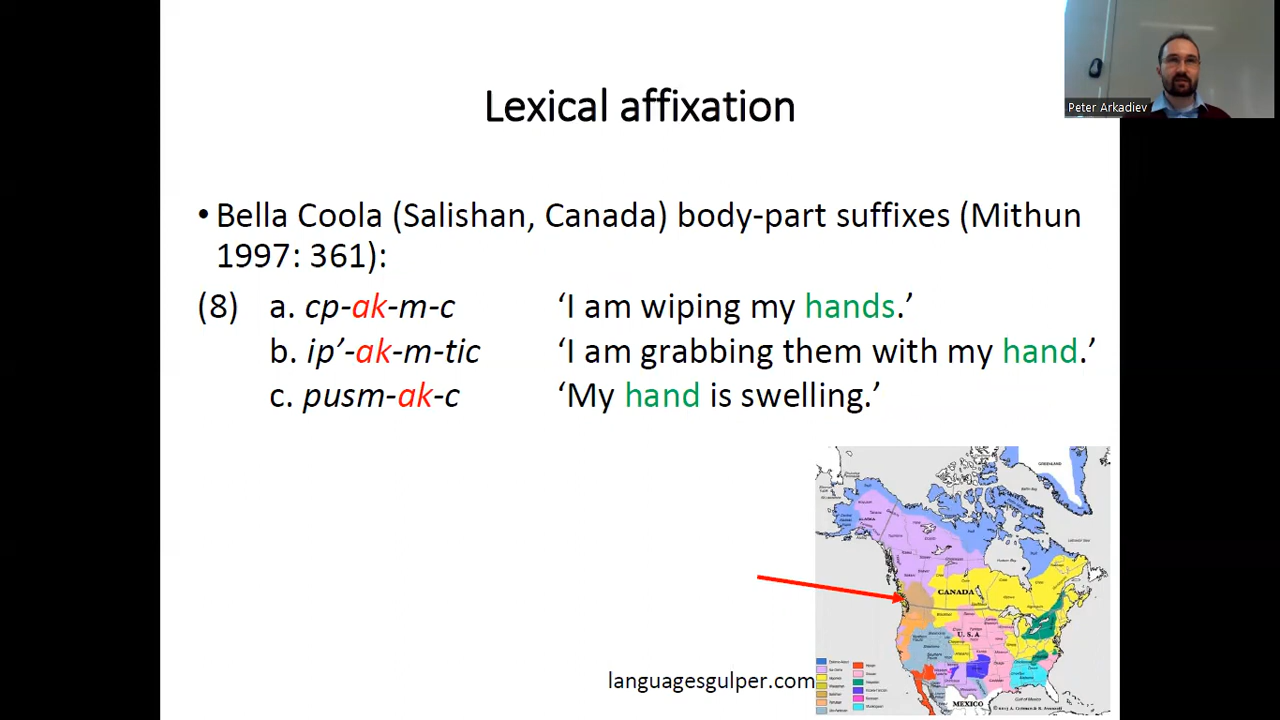 Peter Arkadiev
Lexical affixation
• Bella Coola (Salishan, Canada) body-part suffixes (Mithun
1997: 361):
(8) a. cp-ak-m-c ‘I am wiping my hands.’
b. ip’-ak-m-tic ‘I am grabbing them with my hand.’
c. pusm-ak-c ‘My hand is swelling.’
GREENLAND
CANADA
U. S. A.
MEXICO
languagesgulper.com